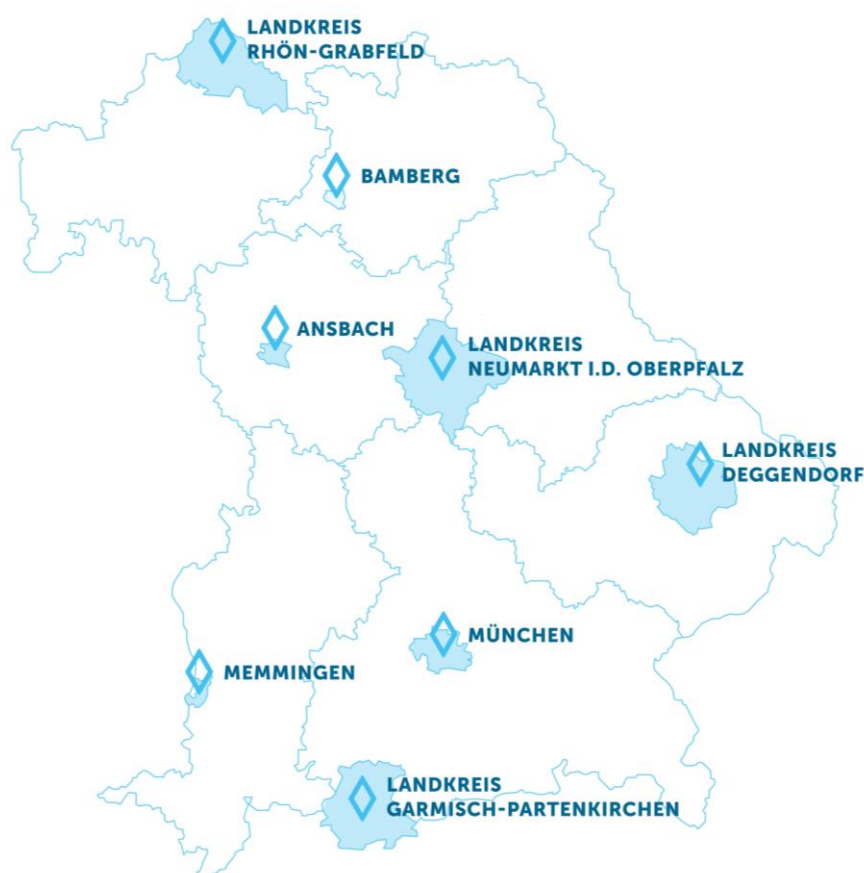 LANDKREIS
RHÖN-GRABFELD
BAMBERG
ANSBACH
LANDKREIS
NEUMARKT I.D. OBERPFALZ
LANDKREIS
DEGGENDORF
MÜNCHEN
MEMMINGEN
LANDKREIS
GARMISCH-PARTENKIRCHEN